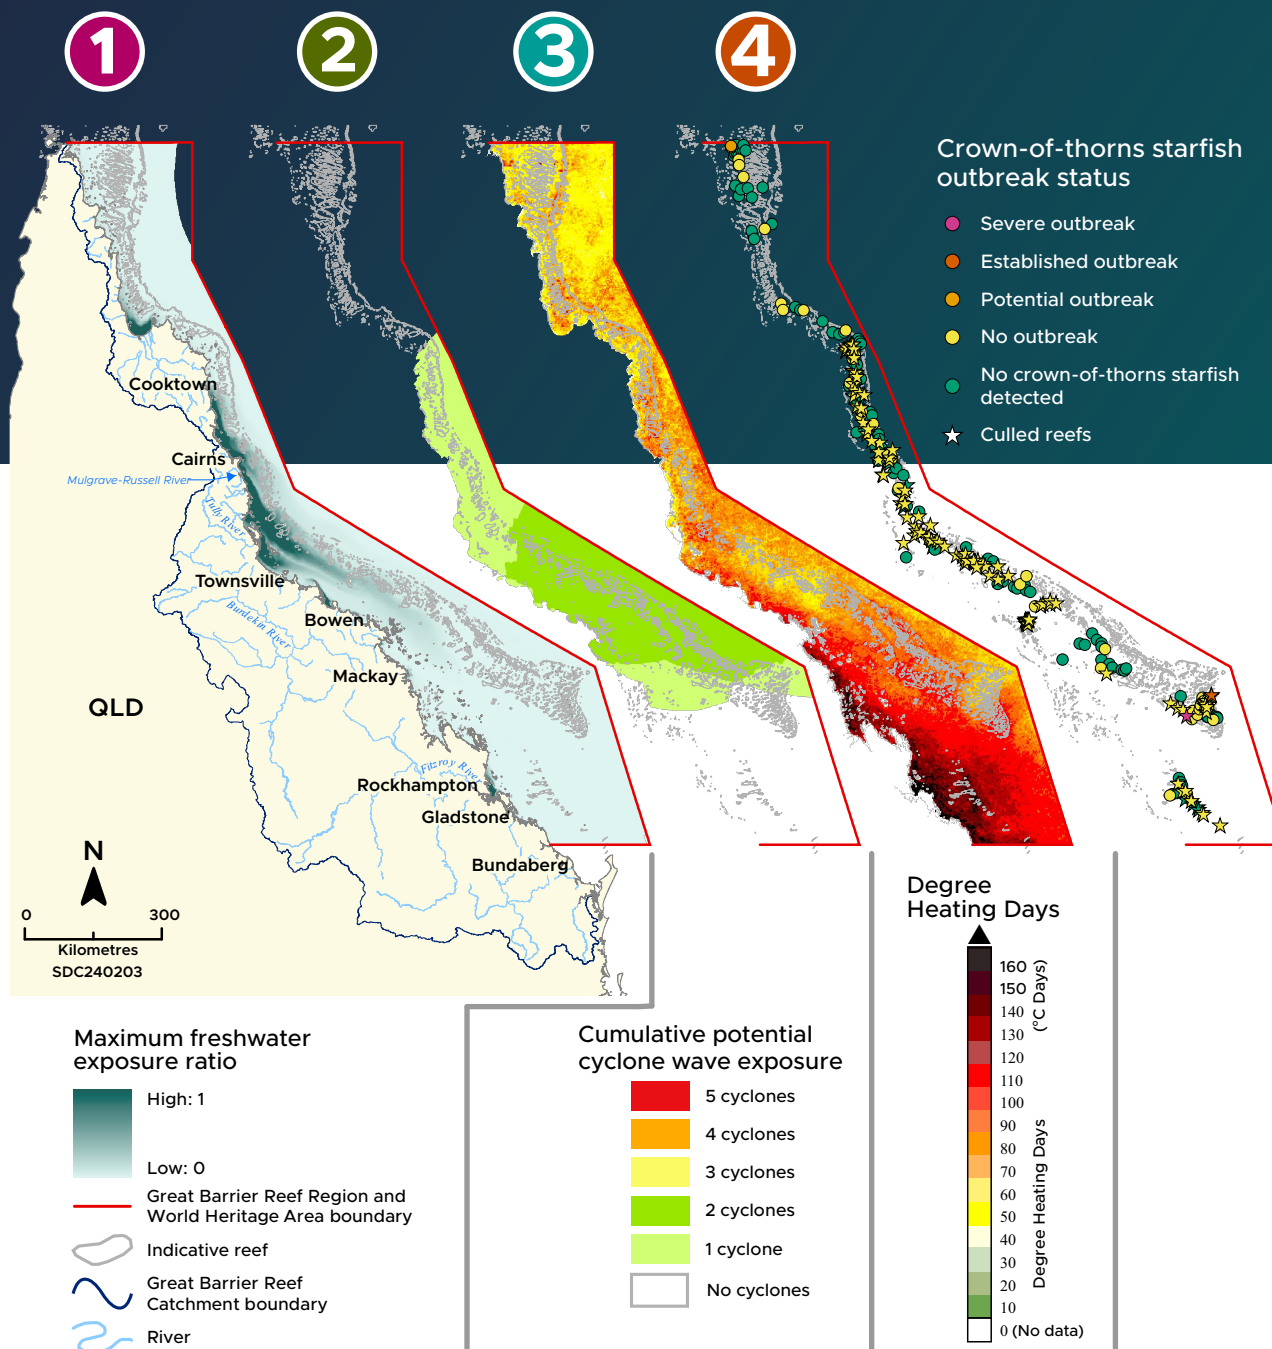 1
2
3
4
Crown-of-thorns starfish
outbreak status
Severe outbreak
Established outbreak
Potential outbreak
No outbreak
No crown-of-thorns starfish
detected
Culled reefs
Cooktown
Cairns
Mulgrave-Russell River
Tully River
Townsville
Burdekin River
Bowen
Mackay
QLD
Fitzroy River
Rockhampton
Gladstone
Bundaberg
N
0 300
Kilometres
SDC240203
Maximum freshwater
exposure ratio
High: 1
Low: 0
Great Barrier Reef Region and
World Heritage Area boundary
Indicative reef
Great Barrier Reef
Catchment boundary
River
Cumulative potential
cyclone wave exposure
5 cyclones
4 cyclones
3 cyclones
2 cyclones
1 cyclone
No cyclones
Degree
Heating Days
160
150
140
130
120
110
100
90
80
70
60
50
40
30
20
10
0 (No data)
(°C Days)
Degree Heating Days